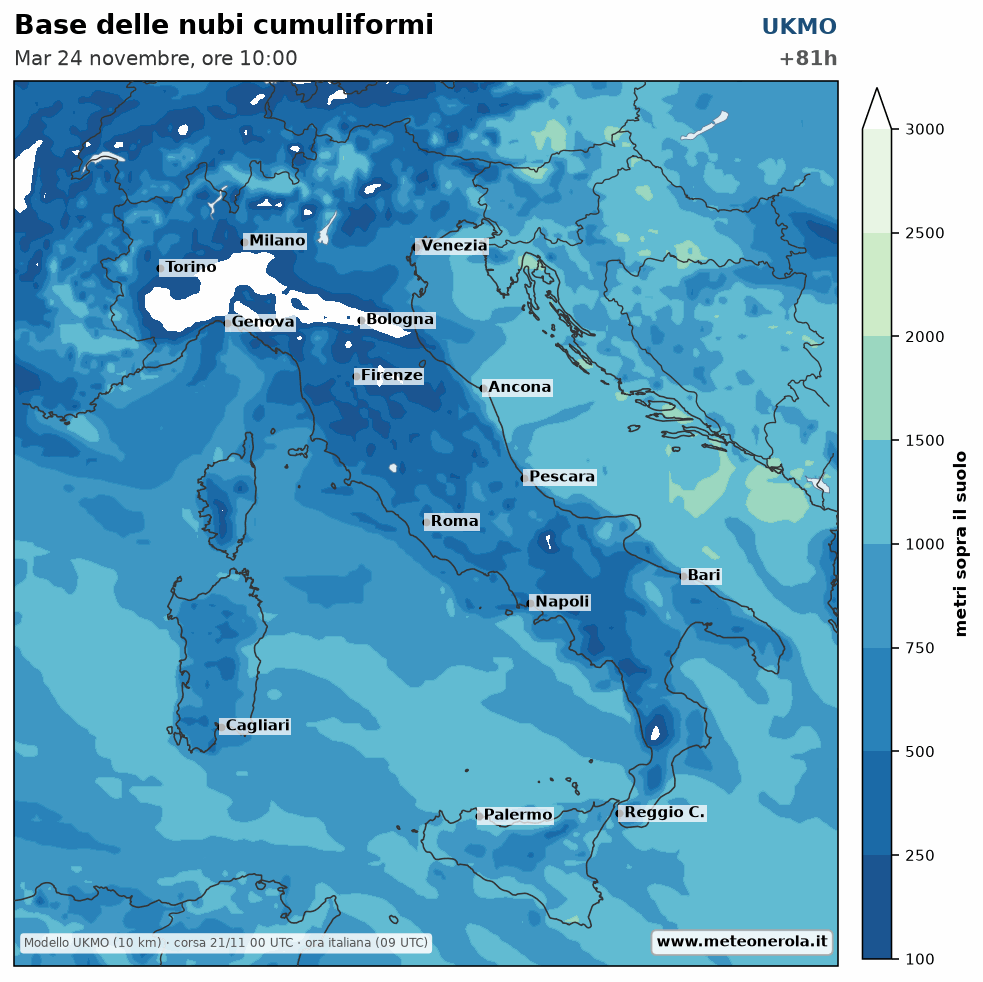 Base delle nubi cumuliformi
UKMO
Mar 24 novembre, ore 10:00
+81h
3000
2500
2000
1500
1000
750
500
250
100
metri sopra il suolo
Milano
Venezia
Torino
Genova
Bologna
Firenze
Ancona
Pescara
Roma
Bari
Napoli
Cagliari
Palermo
Reggio C.
Modello UKMO (10 km) · corsa 21/11 00 UTC · ora italiana (09 UTC)
www.meteonerola.it